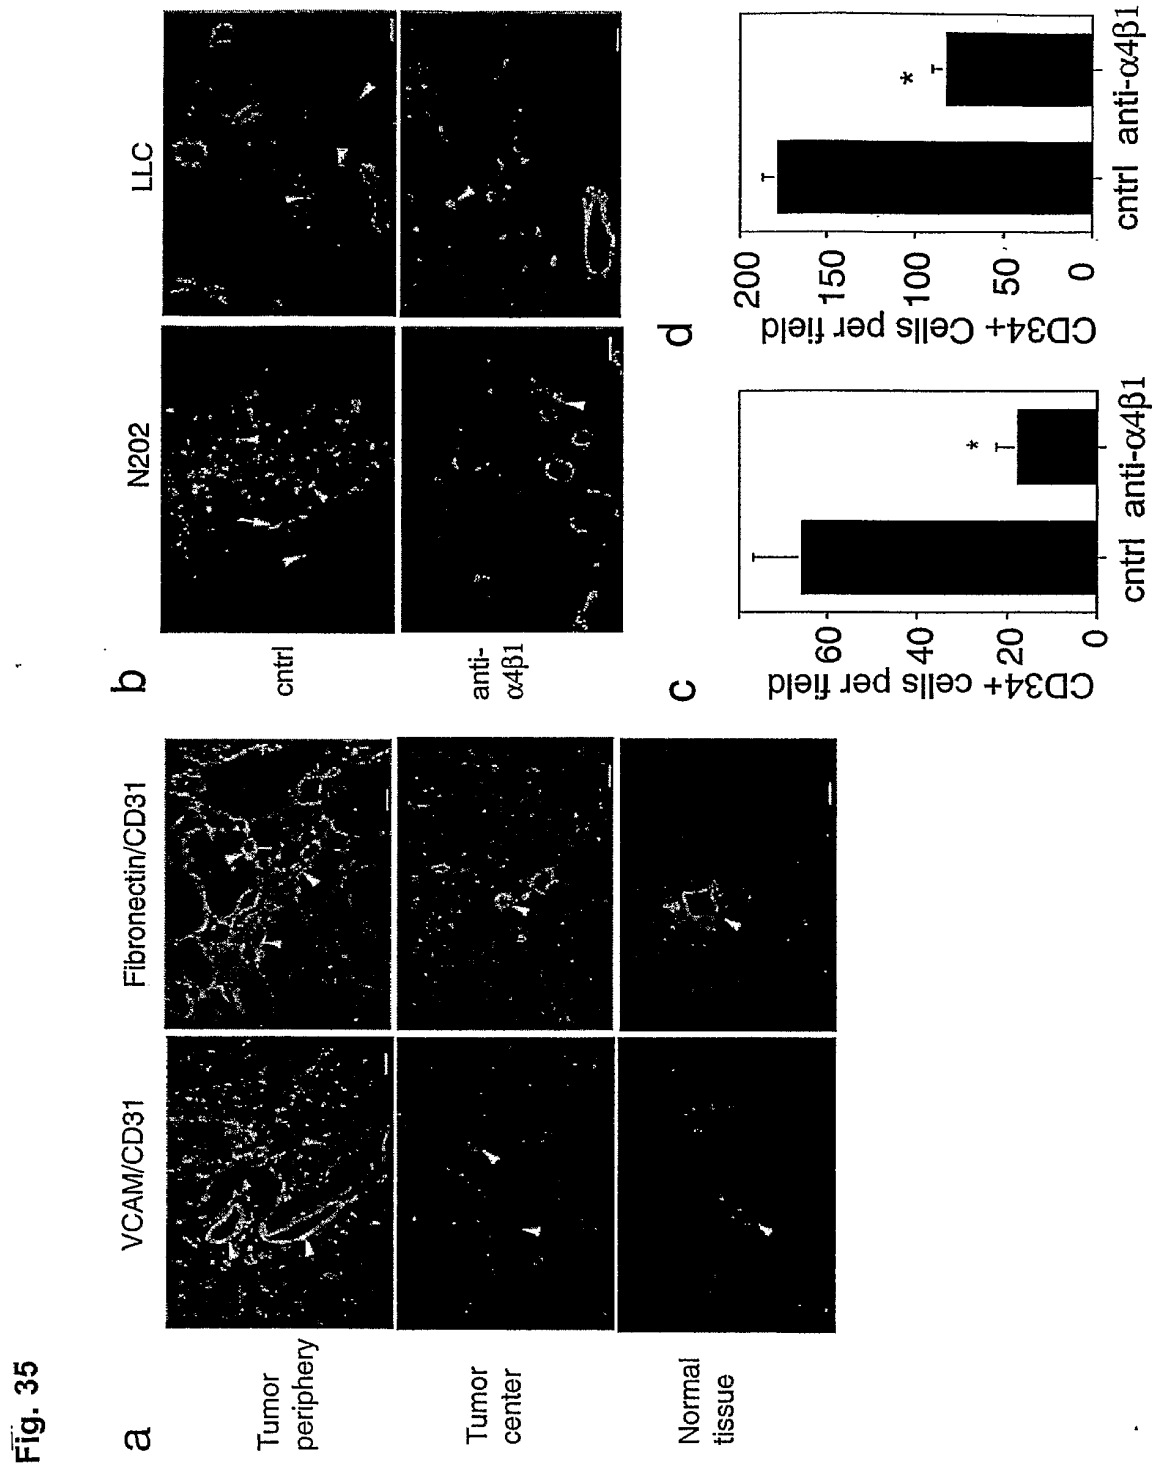 Fig. 35
a
VCAM/CD31
Fibronectin/CD31
Tumor
periphery
Tumor
center
Normal
tissue
b
N202
LLC
cntrl
anti-
α4β1
c
CD34+ cells per field
60
40
20
0
cntrl
anti-α4β1
*
d
CD34+ Cells per field
200
150
100
50
0
cntrl
anti-α4β1
*